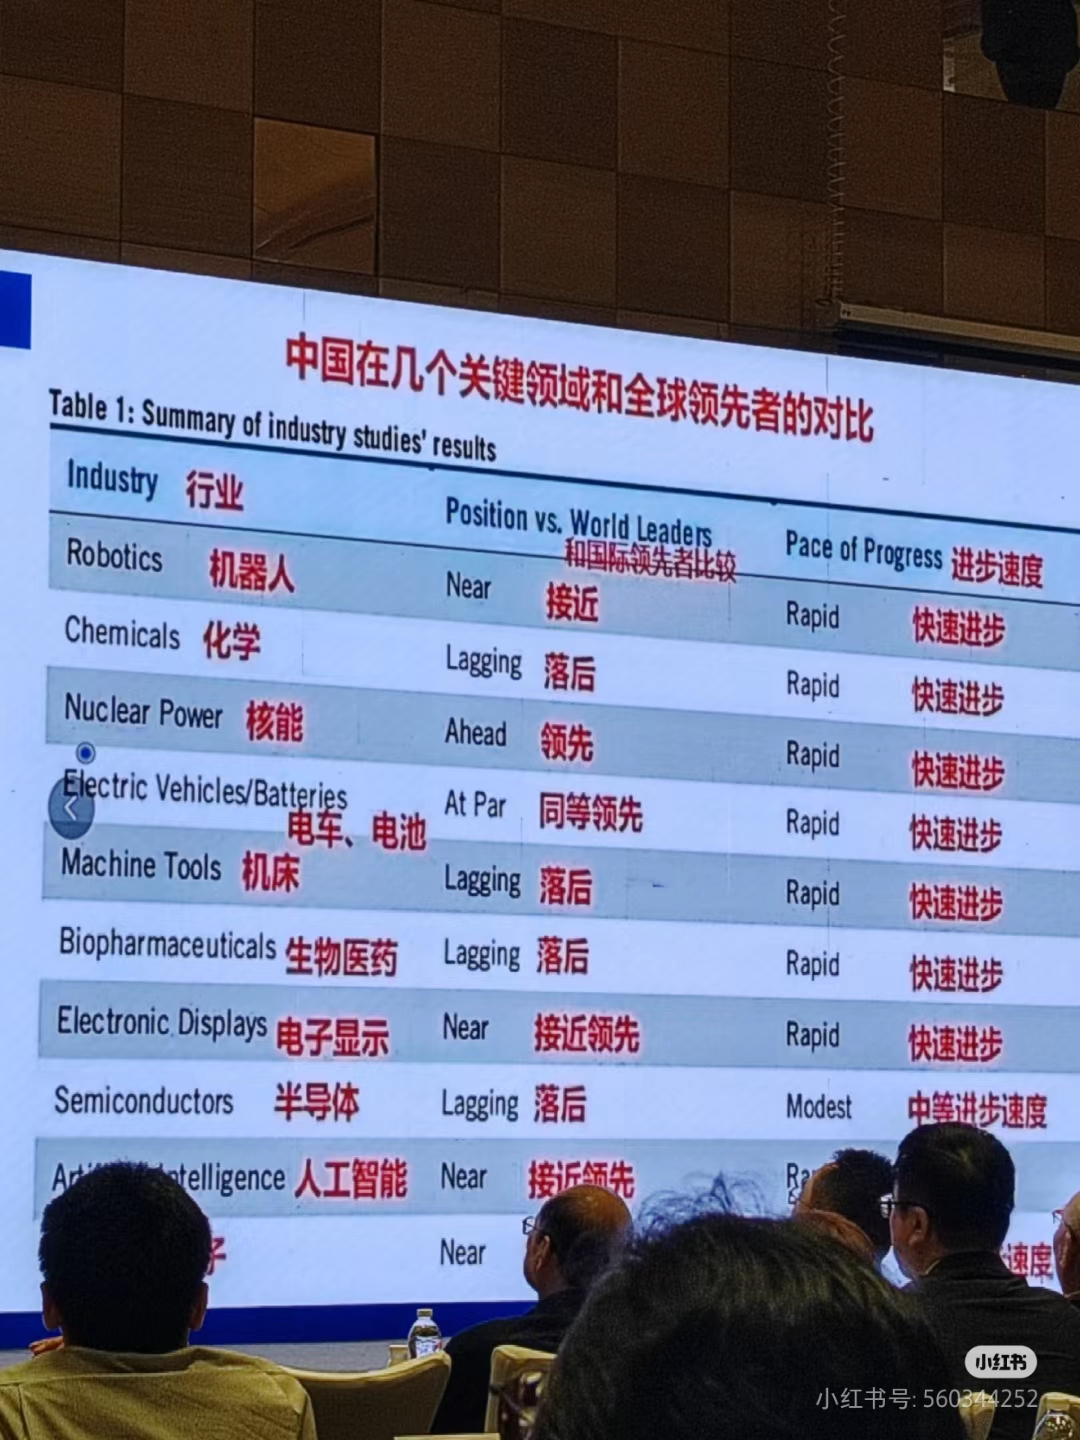 中国在几个关键领域和全球领先者的对比
Table 1: Summary of industry studies' results
Industry 行业 Position vs. World Leaders 和国际领先者比较 Pace of Progress 进步速度
Robotics 机器人 Near 接近 Rapid 快速进步
Chemicals 化学 Lagging 落后 Rapid 快速进步
Nuclear Power 核能 Ahead 领先 Rapid 快速进步
Electric Vehicles/Batteries 电车、电池 At Par 同等领先 Rapid 快速进步
Machine Tools 机床 Lagging 落后 Rapid 快速进步
Biopharmaceuticals 生物医药 Lagging 落后 Rapid 快速进步
Electronic Displays 电子显示 Near 接近领先 Rapid 快速进步
Semiconductors 半导体 Lagging 落后 Modest 中等进步速度
Intelligence 人工智能 Near 接近领先
子 Near 速度
小红书
小红书号: 560344252